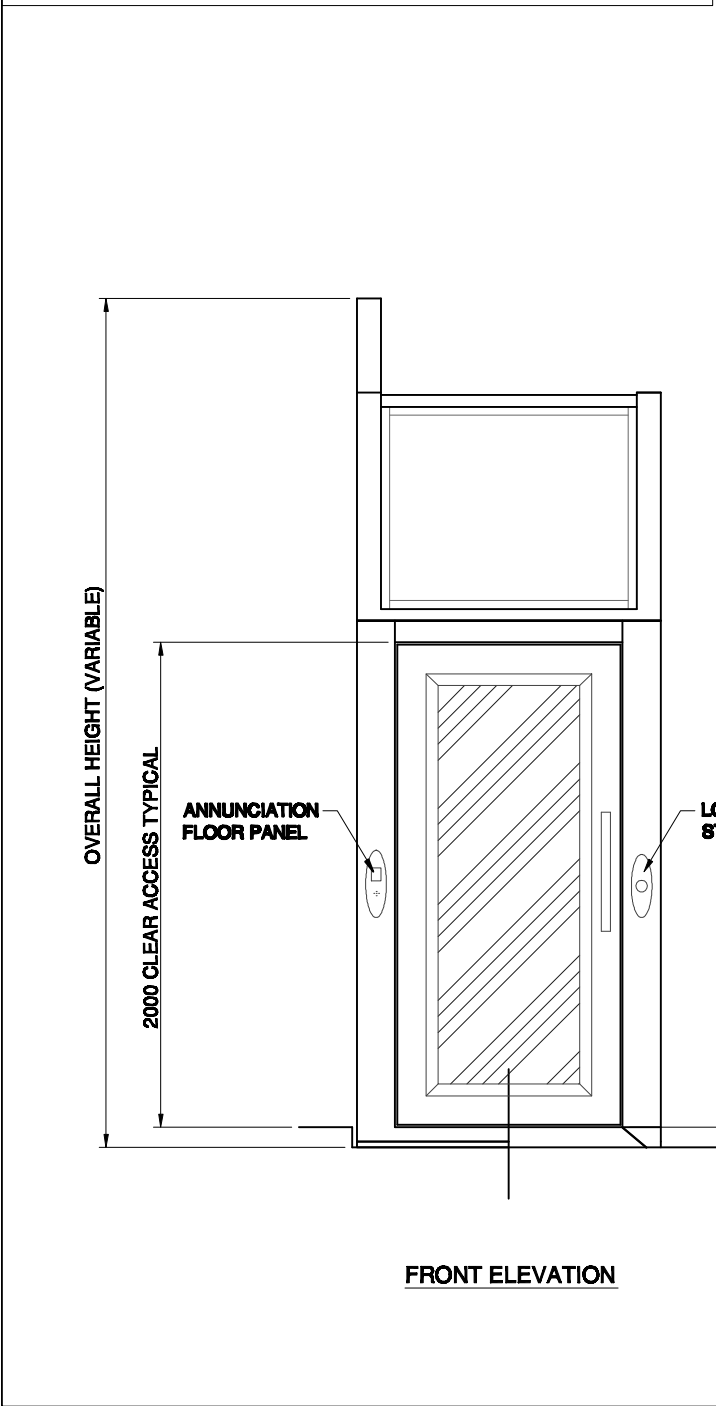 OVERALL HEIGHT (VARIABLE)
2000 CLEAR ACCESS TYPICAL
ANNUNCIATION
FLOOR PANEL
FRONT ELEVATION